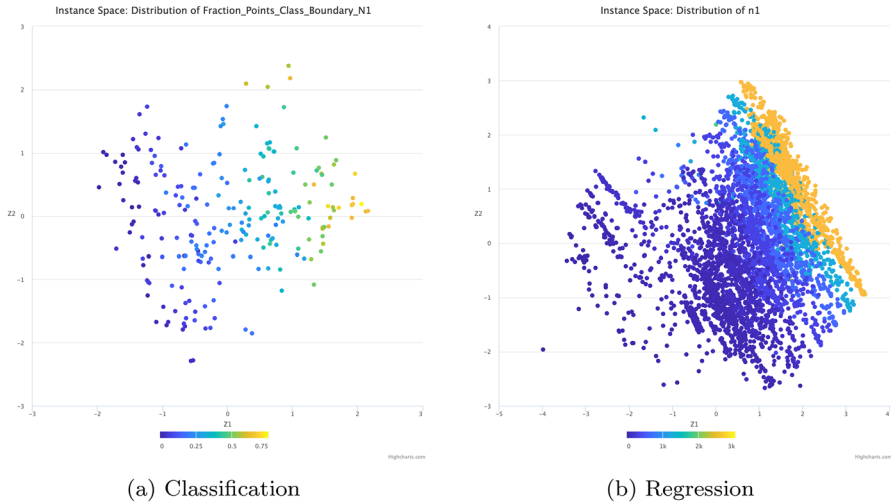 Instance Space: Distribution of Fraction_Points_Class_Boundary_N1
3
2
1
0
−1
−2
−3
Z2
−3 −2 −1 0 1 2 3
Z1
0 0.25 0.5 0.75
Highcharts.com
(a) Classification
Instance Space: Distribution of n1
4
3
2
1
0
−1
−2
−3
Z2
−5 −4 −3 −2 −1 0 1 2 3 4
Z1
0 1k 2k 3k
Highcharts.com
(b) Regression